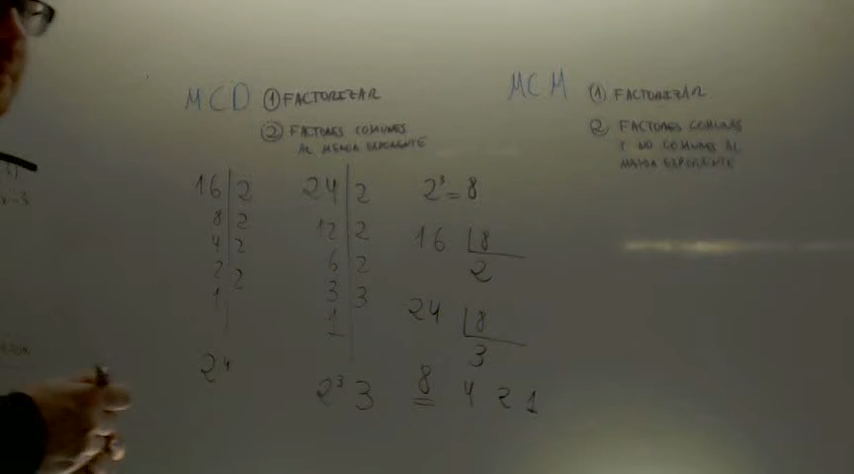 MCD ① FACTORIZAR
② FACTORES COMUNES
AL MENOR EXPONENTE
16 | 2
8 | 2
4 | 2
2 | 2
1
2⁴
24 | 2
12 | 2
6 | 2
3 | 3
1
2³ 3
2³ = 8
16 | 8
2
24 | 8
3
8 4 2 1
MCM ① FACTORIZAR
② FACTORES COMUNES
Y NO COMUNES AL
MAYOR EXPONENTE